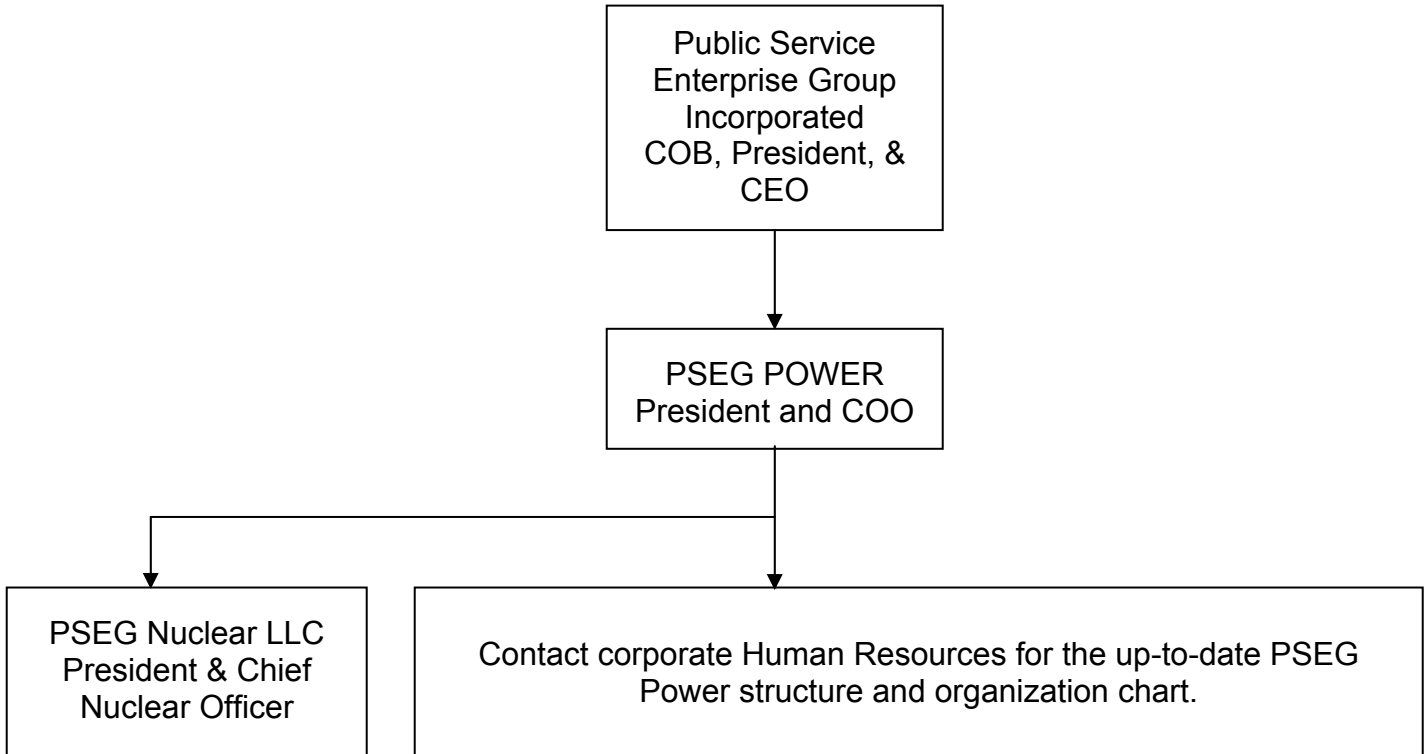 Public Service
Enterprise Group
Incorporated
COB, President, &
CEO
PSEG POWER
President and COO
PSEG Nuclear LLC
President & Chief
Nuclear Officer
Contact corporate Human Resources for the up-to-date PSEG
Power structure and organization chart.